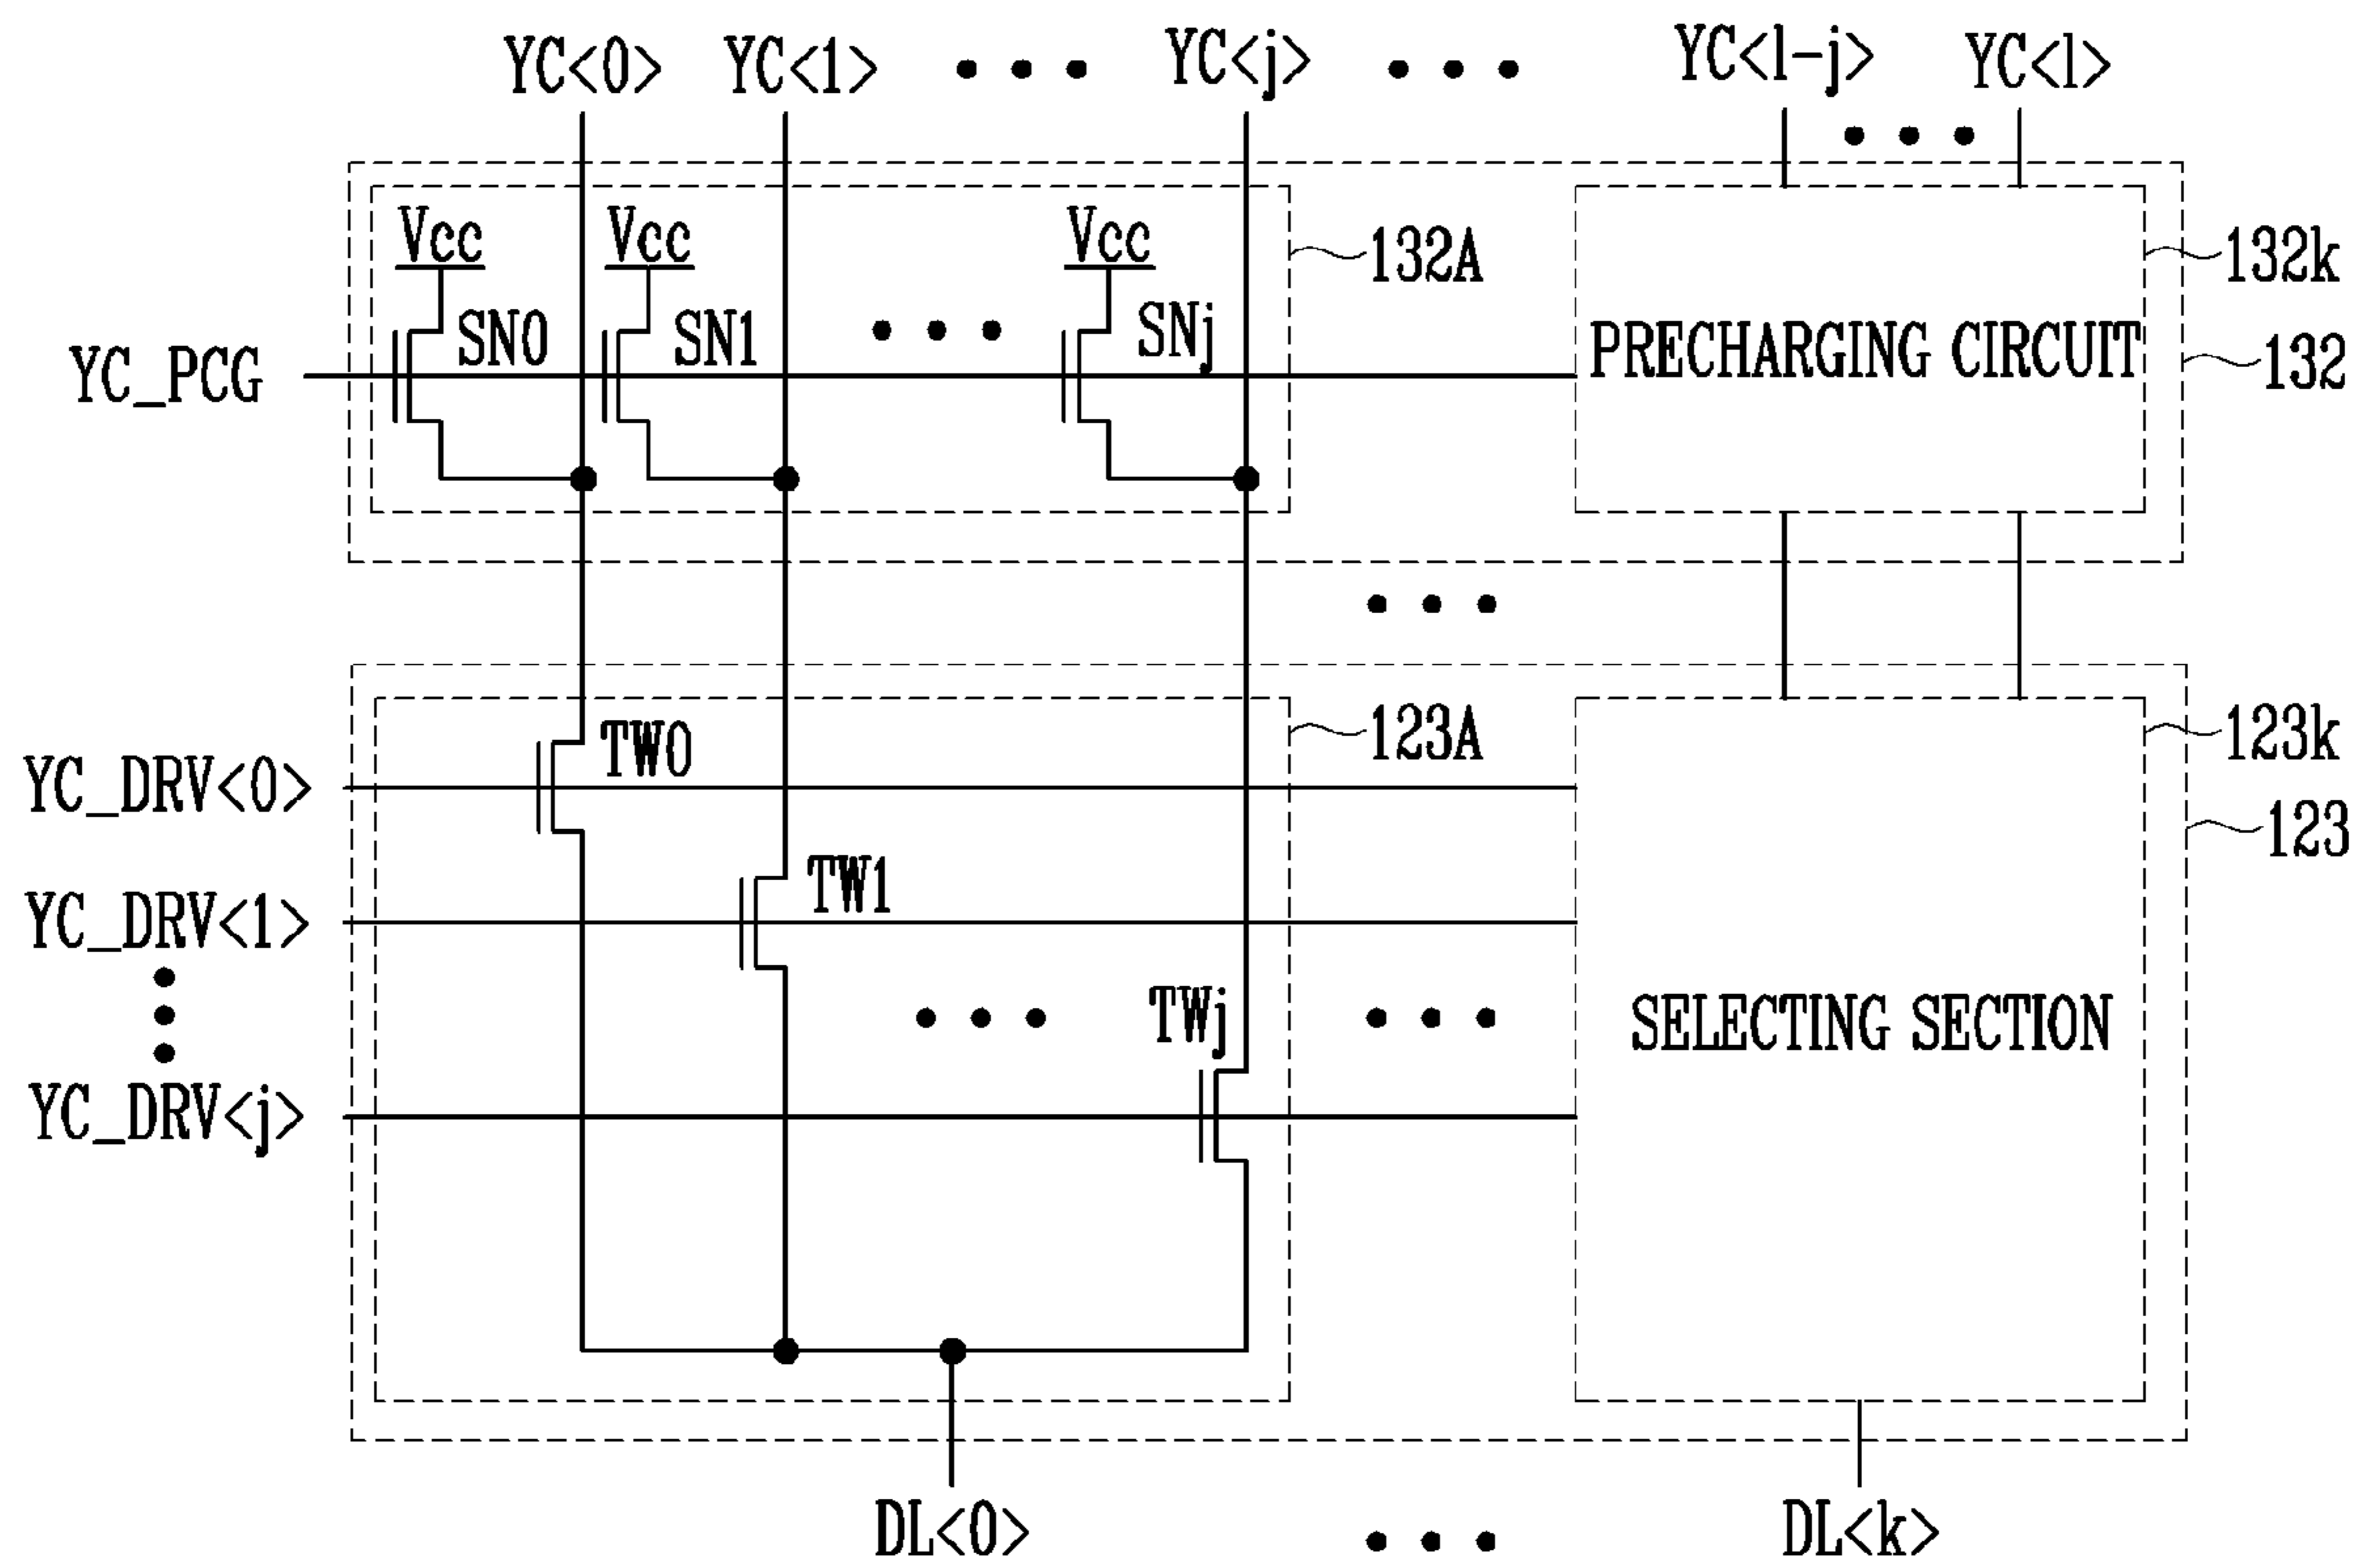 YC<0> YC<1> ••• YC<j> ••• YC<l-j> ••• YC<l>
Vcc Vcc Vcc 132A 132k
SN0 SN1 ••• SNj
YC_PCG PRECHARGING CIRCUIT 132
•••
TW0 123A 123k
YC_DRV<0> 123
TW1
YC_DRV<1>
••• TWj ••• SELECTING SECTION
YC_DRV<j>
DL<0> ••• DL<k>